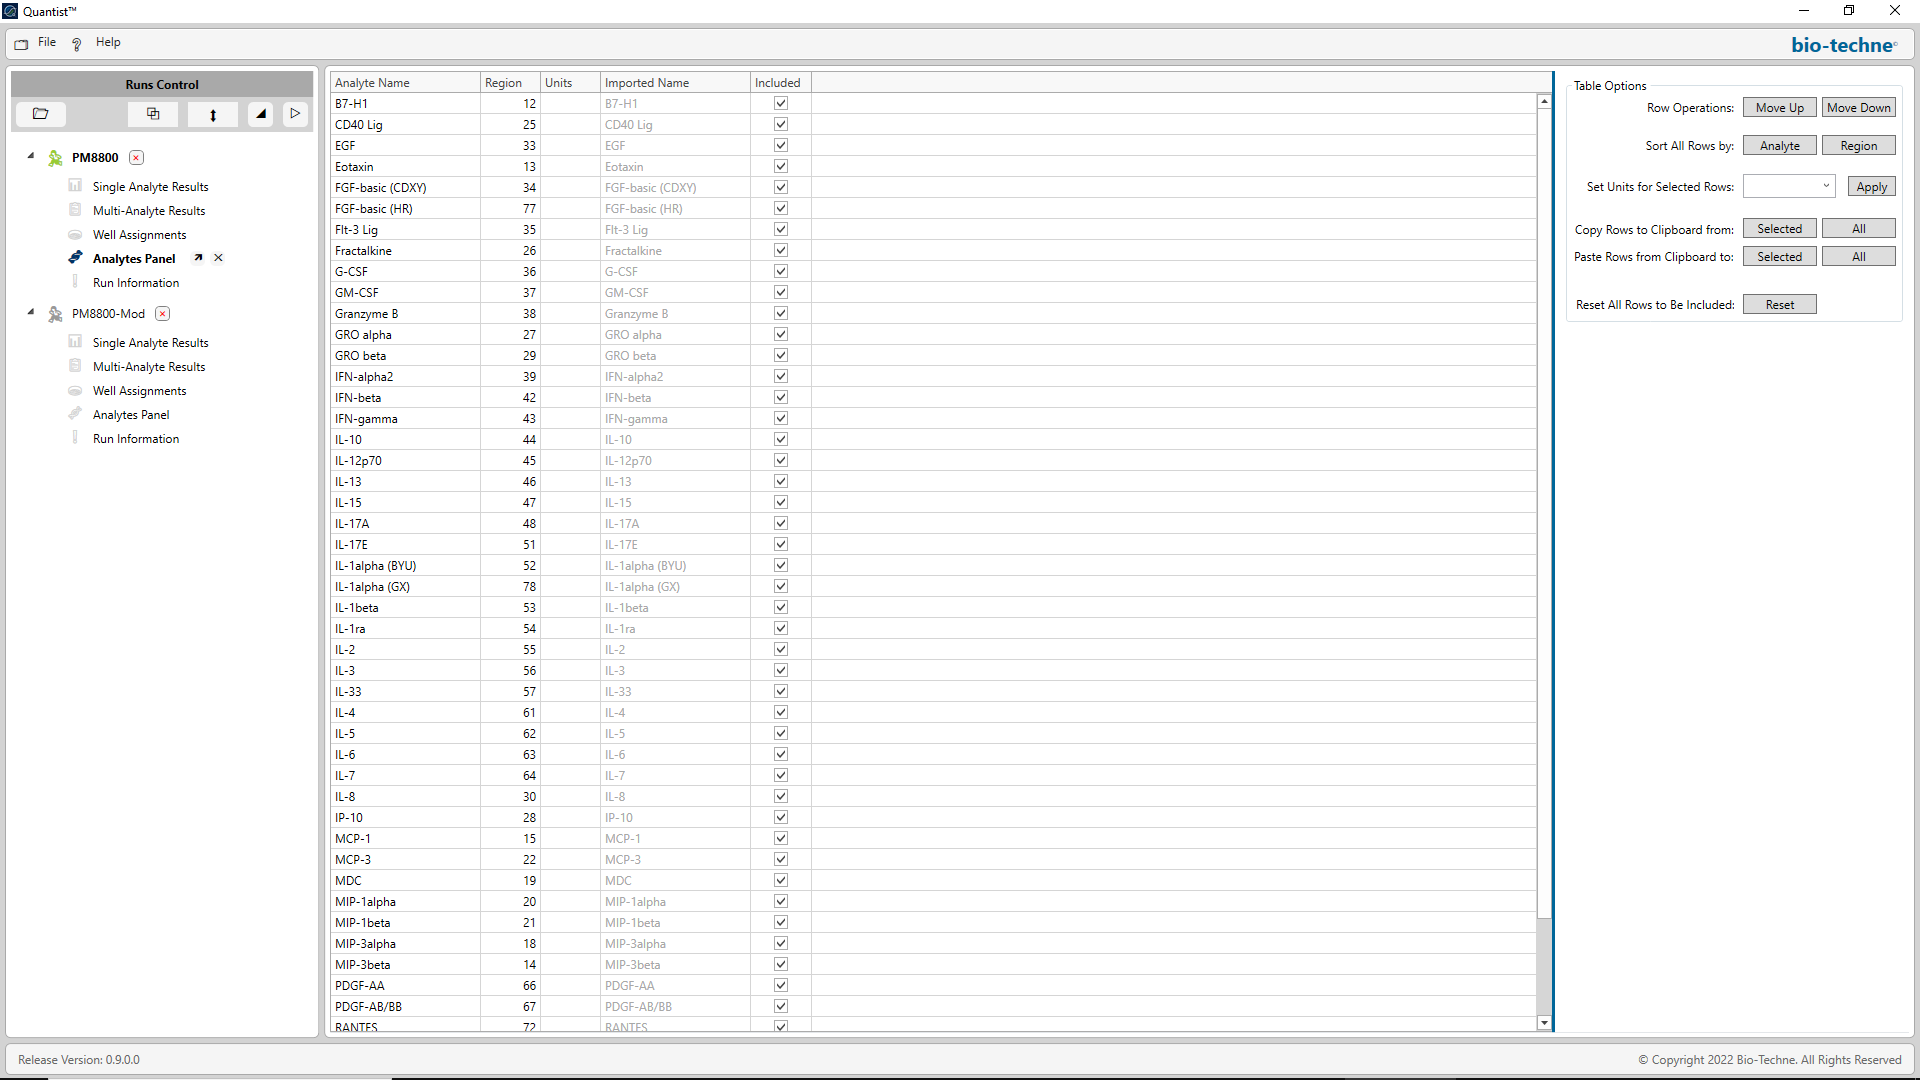 Quantist™
File Help
bio-techne®
Runs Control
PM8800
Single Analyte Results
Multi-Analyte Results
Well Assignments
Analytes Panel
Run Information
PM8800-Mod
Single Analyte Results
Multi-Analyte Results
Well Assignments
Analytes Panel
Run Information
Analyte Name Region Units Imported Name Included
B7-H1 12 B7-H1
CD40 Lig 25 CD40 Lig
EGF 33 EGF
Eotaxin 13 Eotaxin
FGF-basic (CDXY) 34 FGF-basic (CDXY)
FGF-basic (HR) 77 FGF-basic (HR)
Flt-3 Lig 35 Flt-3 Lig
Fractalkine 26 Fractalkine
G-CSF 36 G-CSF
GM-CSF 37 GM-CSF
Granzyme B 38 Granzyme B
GRO alpha 27 GRO alpha
GRO beta 29 GRO beta
IFN-alpha2 39 IFN-alpha2
IFN-beta 42 IFN-beta
IFN-gamma 43 IFN-gamma
IL-10 44 IL-10
IL-12p70 45 IL-12p70
IL-13 46 IL-13
IL-15 47 IL-15
IL-17A 48 IL-17A
IL-17E 51 IL-17E
IL-1alpha (BYU) 52 IL-1alpha (BYU)
IL-1alpha (GX) 78 IL-1alpha (GX)
IL-1beta 53 IL-1beta
IL-1ra 54 IL-1ra
IL-2 55 IL-2
IL-3 56 IL-3
IL-33 57 IL-33
IL-4 61 IL-4
IL-5 62 IL-5
IL-6 63 IL-6
IL-7 64 IL-7
IL-8 30 IL-8
IP-10 28 IP-10
MCP-1 15 MCP-1
MCP-3 22 MCP-3
MDC 19 MDC
MIP-1alpha 20 MIP-1alpha
MIP-1beta 21 MIP-1beta
MIP-3alpha 18 MIP-3alpha
MIP-3beta 14 MIP-3beta
PDGF-AA 66 PDGF-AA
PDGF-AB/BB 67 PDGF-AB/BB
RANTES 72 RANTES
Table Options
Row Operations: Move Up Move Down
Sort All Rows by: Analyte Region
Set Units for Selected Rows: Apply
Copy Rows to Clipboard from: Selected All
Paste Rows from Clipboard to: Selected All
Reset All Rows to Be Included: Reset
Release Version: 0.9.0.0
© Copyright 2022 Bio-Techne. All Rights Reserved